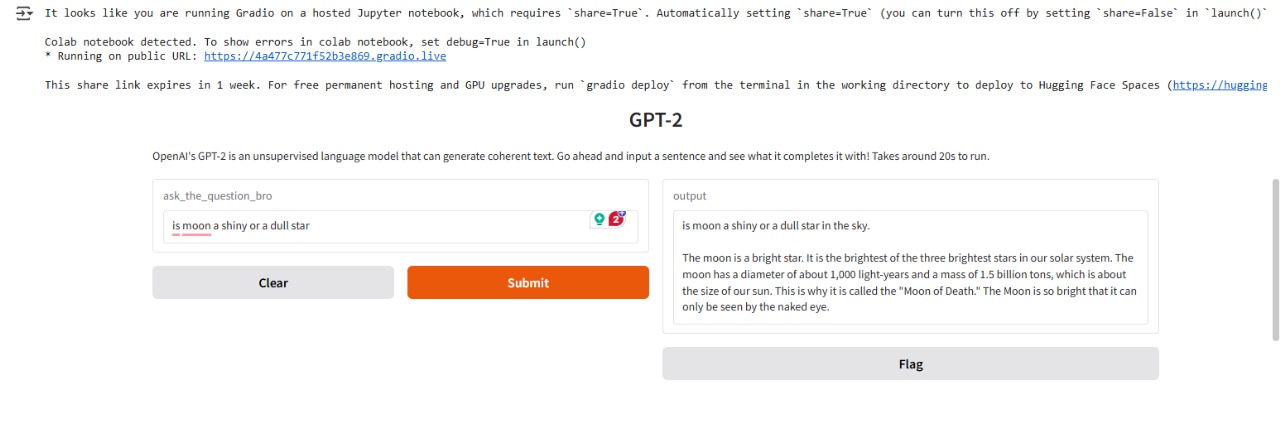 It looks like you are running Gradio on a hosted Jupyter notebook, which requires `share=True`. Automatically setting `share=True` (you can turn this off by setting `share=False` in `launch()`
Colab notebook detected. To show errors in colab notebook, set debug=True in launch()
* Running on public URL: https://4a477c771f52b3e869.gradio.live
This share link expires in 1 week. For free permanent hosting and GPU upgrades, run `gradio deploy` from the terminal in the working directory to deploy to Hugging Face Spaces (https://hugging
GPT-2
OpenAI's GPT-2 is an unsupervised language model that can generate coherent text. Go ahead and input a sentence and see what it completes it with! Takes around 20s to run.
ask_the_question_bro
is moon a shiny or a dull star
2
Clear
Submit
output
is moon a shiny or a dull star in the sky.
The moon is a bright star. It is the brightest of the three brightest stars in our solar system. The
moon has a diameter of about 1,000 light-years and a mass of 1.5 billion tons, which is about
the size of our sun. This is why it is called the "Moon of Death." The Moon is so bright that it can
only be seen by the naked eye.
Flag